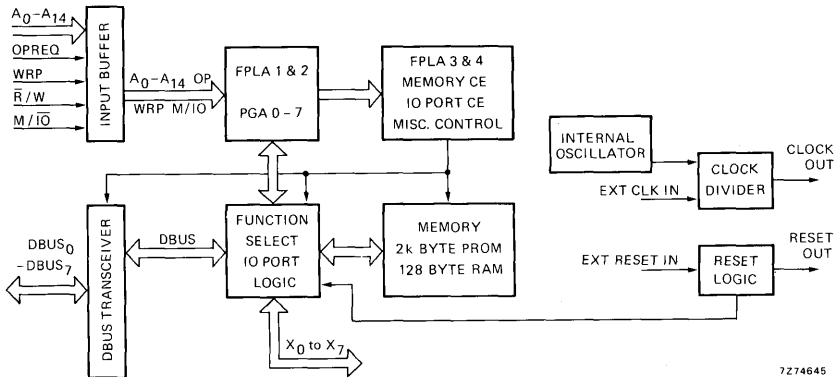 A0–A14
OPREQ
WRP
R̅/W
M/I̅O̅
INPUT BUFFER
A0–A14 OP
WRP M/IO
FPLA 1 & 2
PGA 0–7
FPLA 3 & 4
MEMORY CE
IO PORT CE
MISC. CONTROL
INTERNAL
OSCILLATOR
EXT CLK IN
CLOCK
DIVIDER
CLOCK
OUT
DBUS0
–DBUS7
DBUS TRANSCEIVER
DBUS
FUNCTION
SELECT
IO PORT
LOGIC
MEMORY
2k BYTE PROM
128 BYTE RAM
EXT RESET IN
RESET
LOGIC
RESET
OUT
X0 to X7
7Z74645